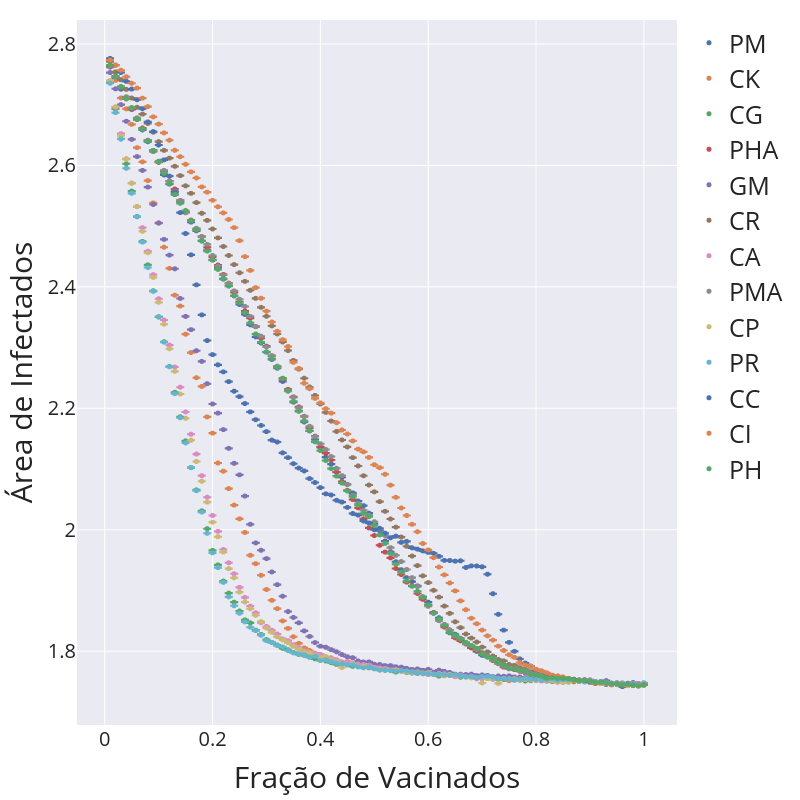 2.8
2.6
2.4
2.2
2
1.8
0
0.2
0.4
0.6
0.8
1
Fração de Vacinados
Área de Infectados
PM
CK
CG
PHA
GM
CR
CA
PMA
CP
PR
CC
CI
PH